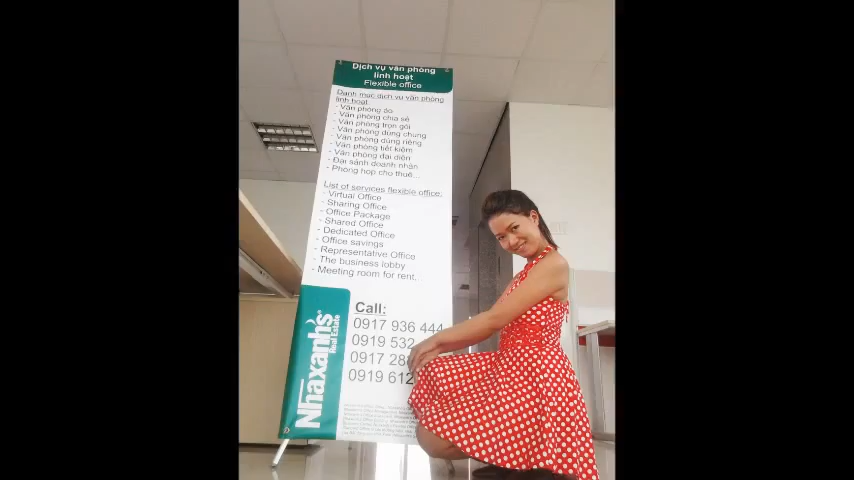 Dịch vụ văn phòng
linh hoạt
Flexible office
Danh mục dịch vụ văn phòng
linh hoạt:
- Văn phòng ảo
- Văn phòng chia sẻ
- Văn phòng trọn gói
- Văn phòng dùng chung
- Văn phòng dùng riêng
- Văn phòng tiết kiệm
- Văn phòng đại diện
- Đại sảnh doanh nhân
- Phòng họp cho thuê...
List of services flexible office:
- Virtual Office
- Sharing Office
- Office Package
- Shared Office
- Dedicated Office
- Office savings
- Representative Office
- The business lobby
- Meeting room for rent...
Call:
0917 936 444
0919 532
0917 28
0919 612
Nhaxanhs®
Real Estate